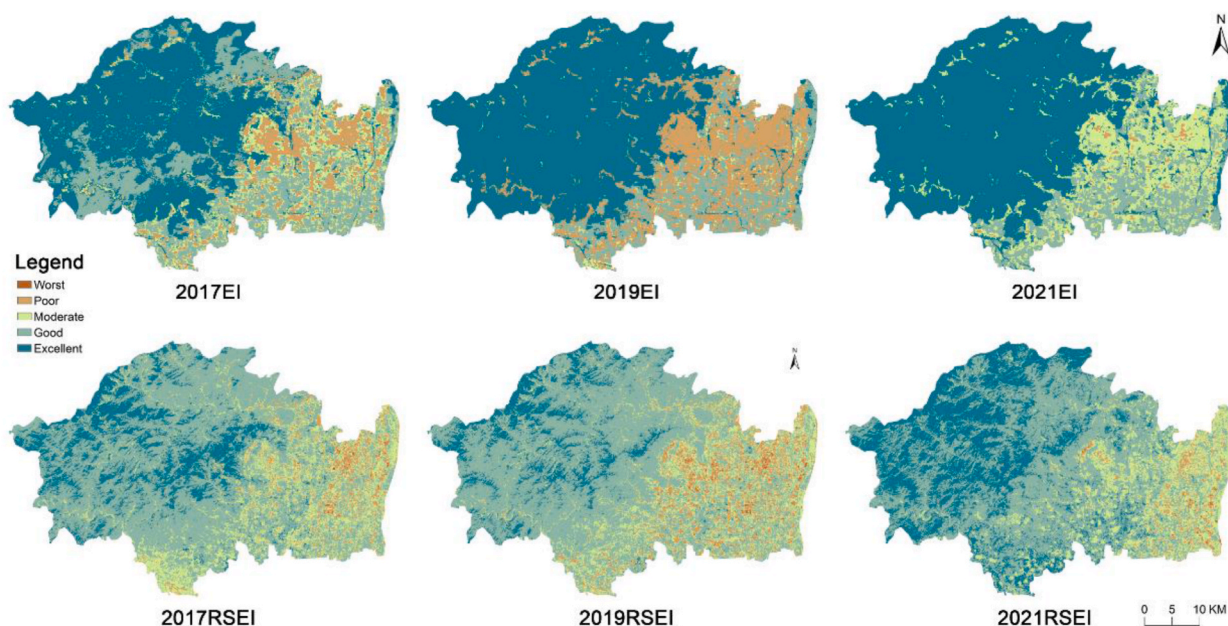 N
Legend
Worst
Poor
Moderate
Good
Excellent
2017EI
2019EI
2021EI
N
2017RSEI
2019RSEI
2021RSEI
0 5 10 KM